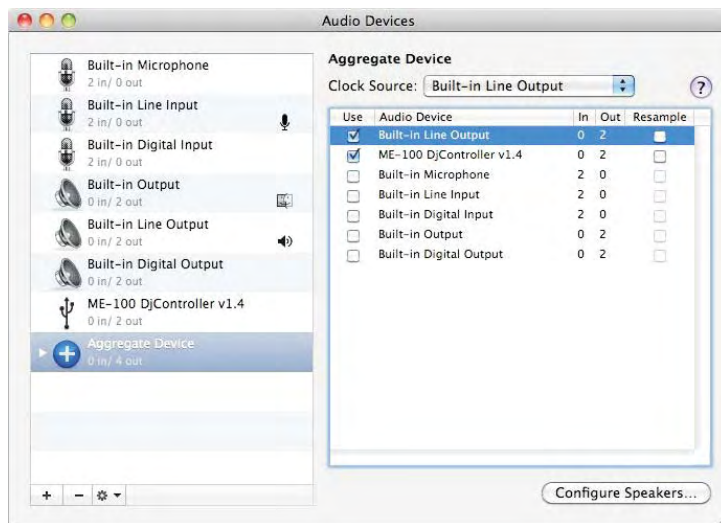 Audio Devices
Built-in Microphone
2 in/ 0 out
Built-in Line Input
2 in/ 0 out
Built-in Digital Input
2 in/ 0 out
Built-in Output
0 in/ 2 out
Built-in Line Output
0 in/ 2 out
Built-in Digital Output
0 in/ 2 out
ME-100 DjController v1.4
0 in/ 2 out
Aggregate Device
0 in/ 4 out
Aggregate Device
Clock Source: Built-in Line Output ?
Use Audio Device In Out Resample
Built-in Line Output 0 2
ME-100 DjController v1.4 0 2
Built-in Microphone 2 0
Built-in Line Input 2 0
Built-in Digital Input 2 0
Built-in Output 0 2
Built-in Digital Output 0 2
Configure Speakers...